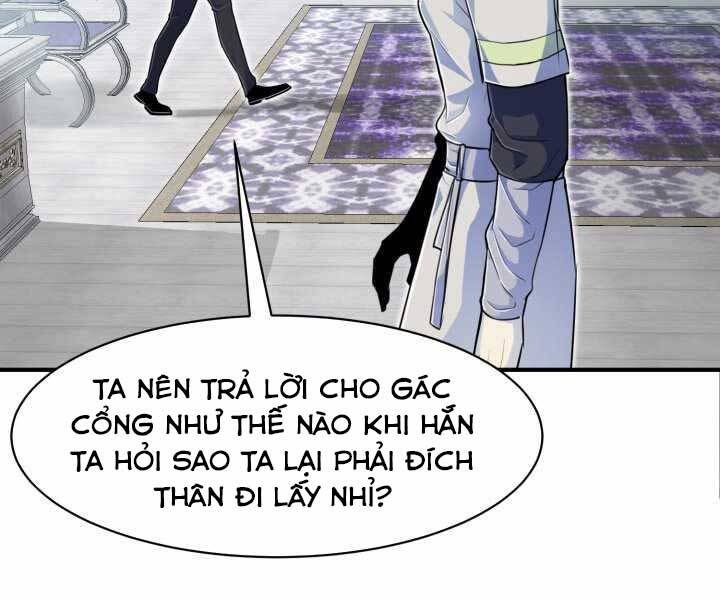 TA NÊN TRẢ LỜI CHO GÁC
CỔNG NHƯ THẾ NÀO KHI HẮN
TA HỎI SAO TA LẠI PHẢI ĐÍCH
THÂN ĐI LẤY NHỈ?